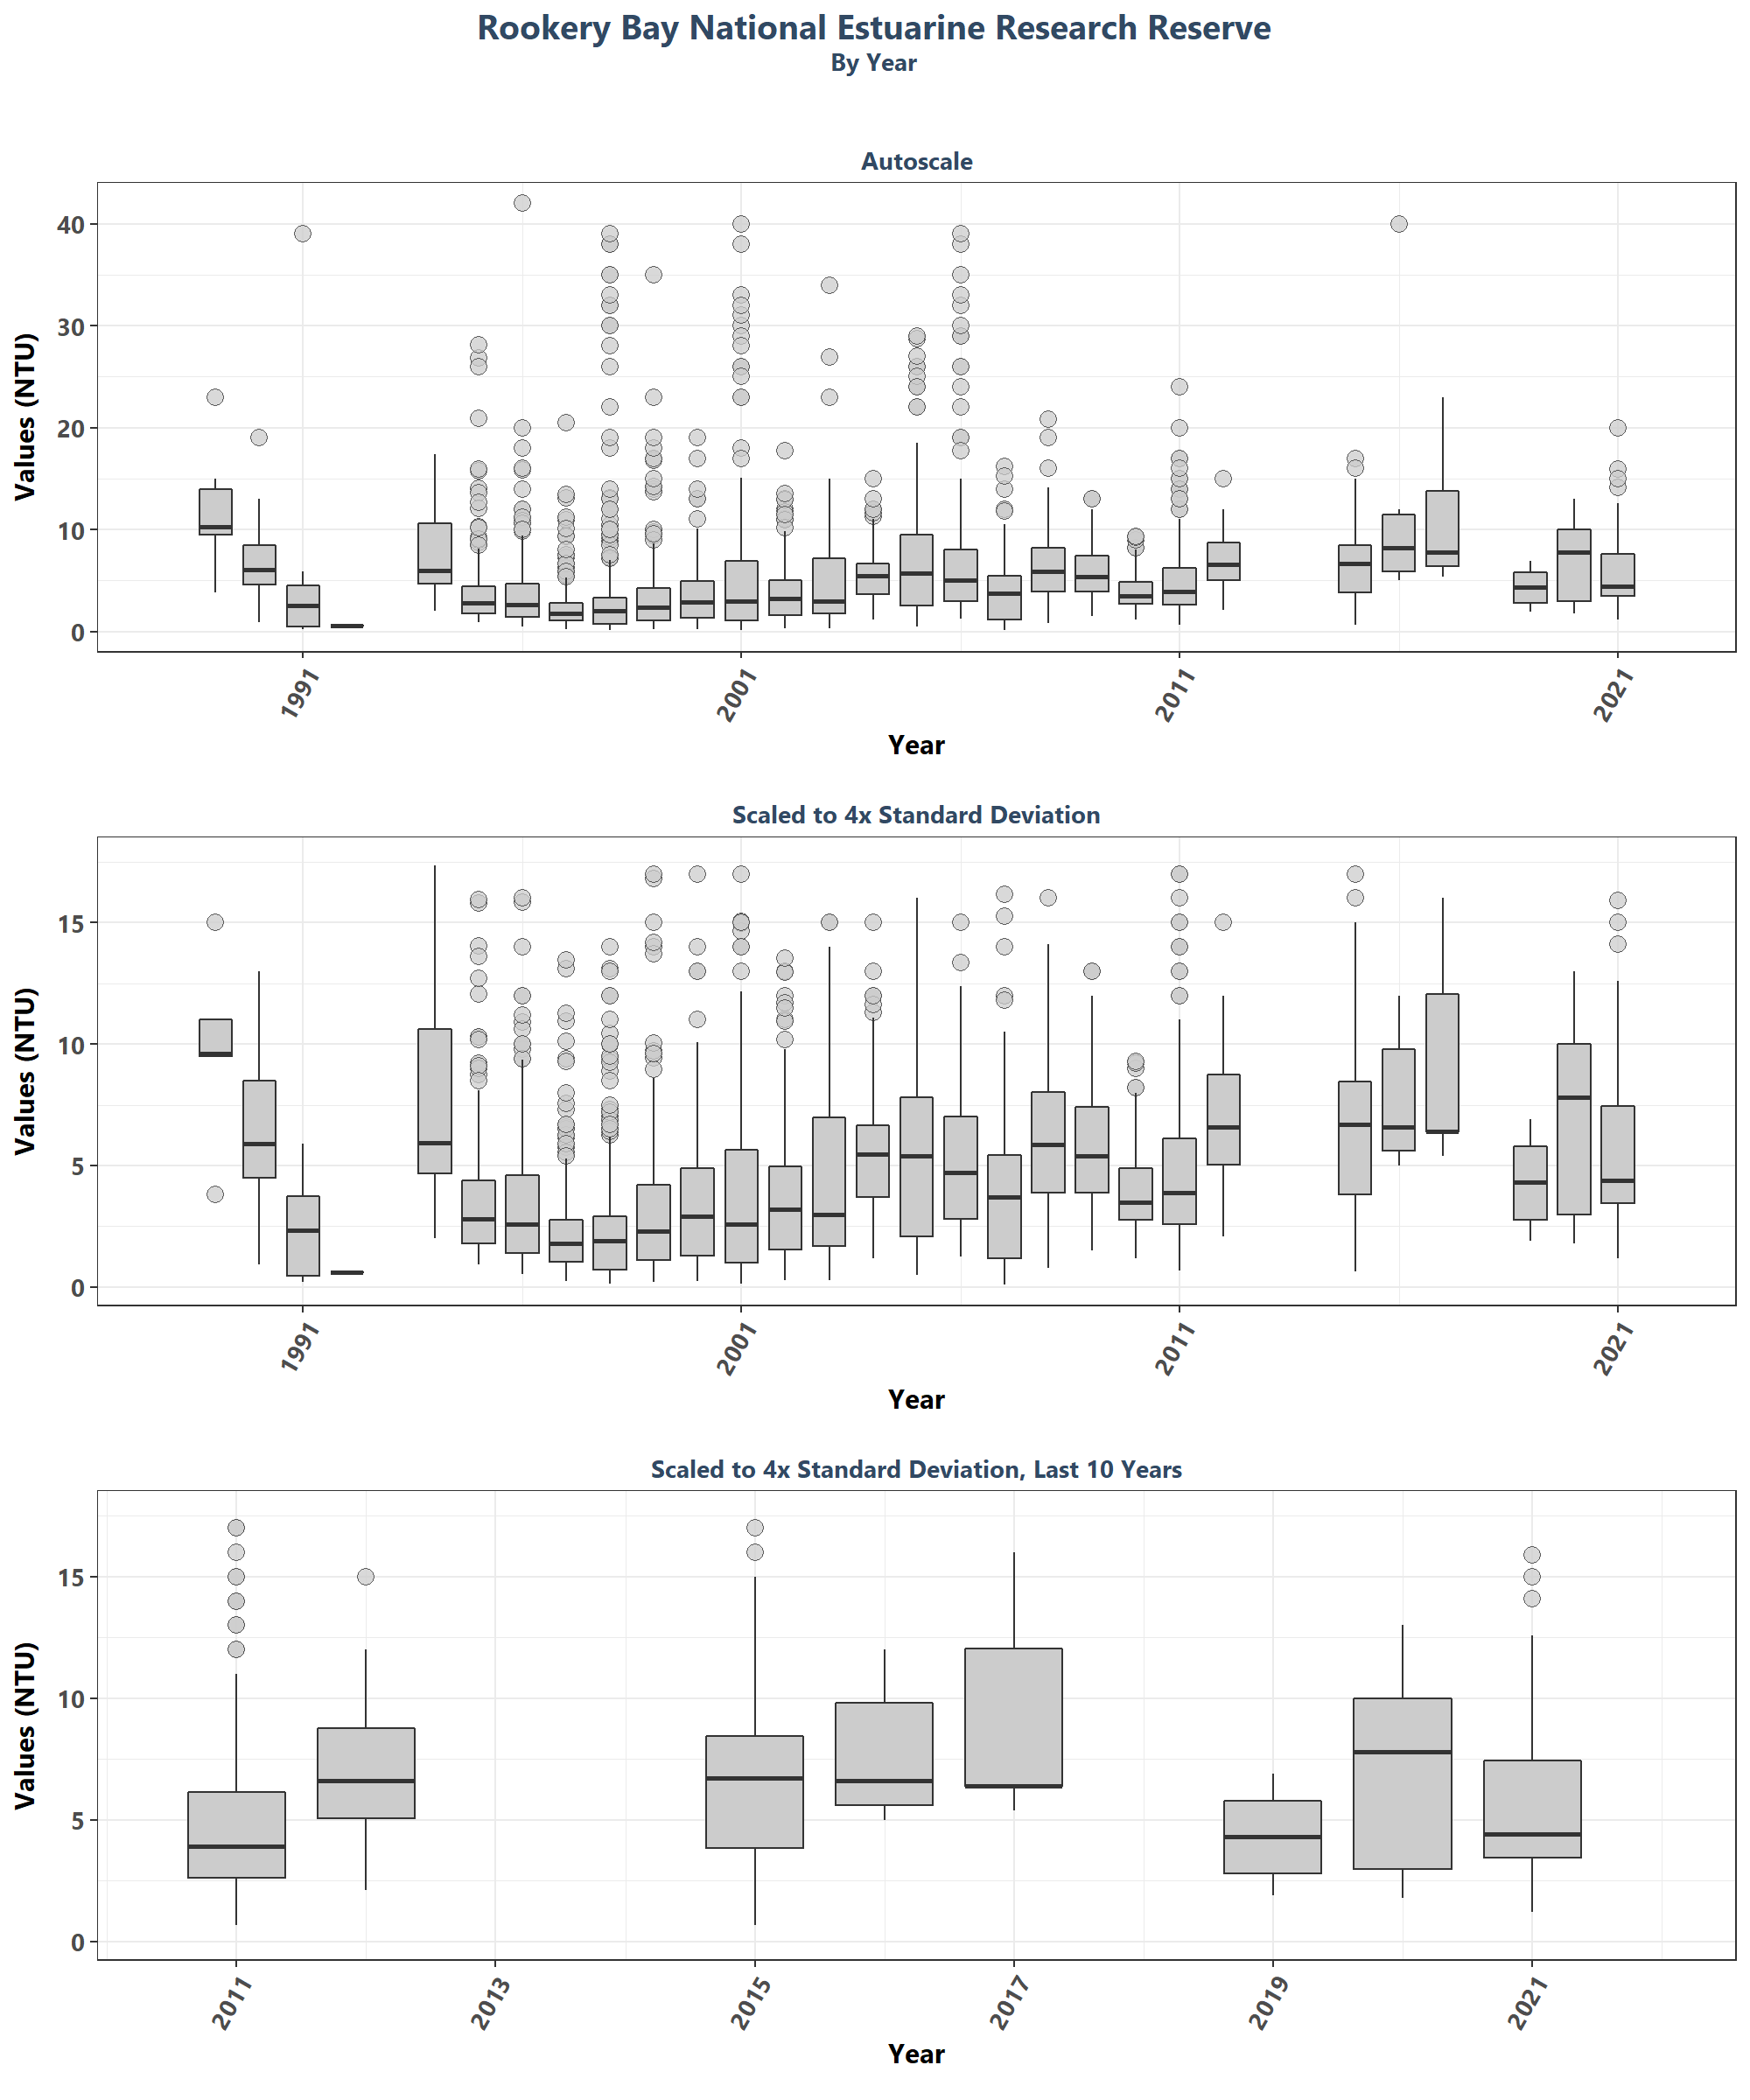 Rookery Bay National Estuarine Research Reserve
By Year
Autoscale
Values (NTU)
40
30
20
10
0
1991
2001
2011
2021
Year
Scaled to 4x Standard Deviation
Values (NTU)
15
10
5
0
1991
2001
2011
2021
Year
Scaled to 4x Standard Deviation, Last 10 Years
Values (NTU)
15
10
5
0
2011
2013
2015
2017
2019
2021
Year